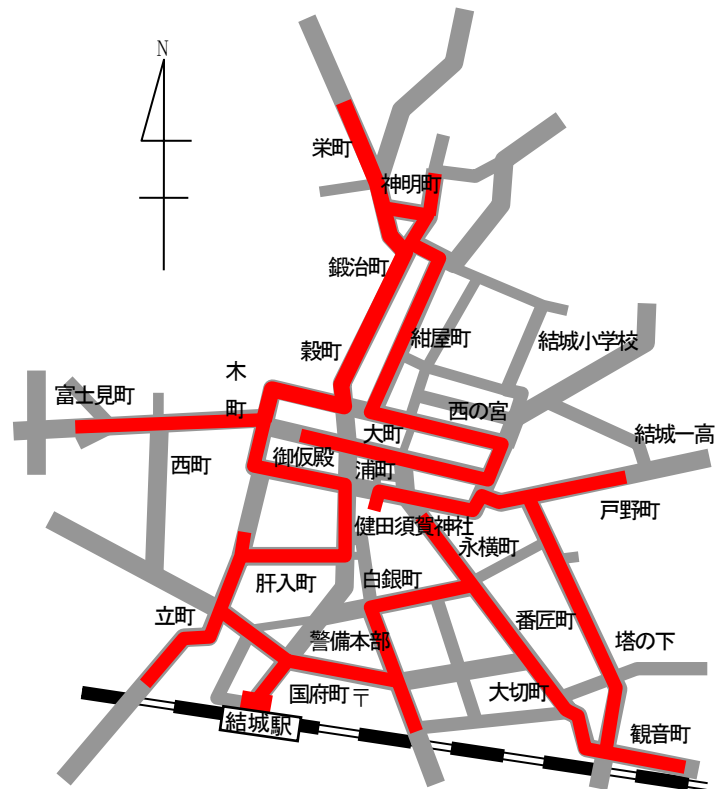 N
栄町
神明町
鍛治町
穀町
紺屋町
結城小学校
木
町
富士見町
西の宮
大町
結城一高
御仮殿
浦町
西町
戸野町
健田須賀神社
永横町
肝入町
白銀町
立町
警備本部
番匠町
塔の下
国府町〒
大切町
結城駅
観音町